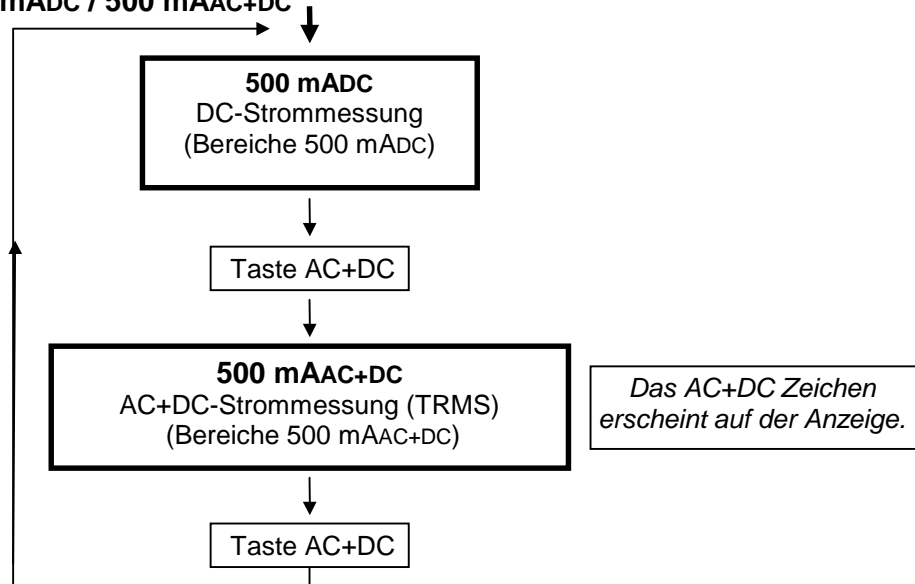 mADC / 500 mAAC+DC
500 mADC
DC-Strommessung
(Bereiche 500 mADC)
Taste AC+DC
500 mAAC+DC
AC+DC-Strommessung (TRMS)
(Bereiche 500 mAAC+DC)
Das AC+DC Zeichen
erscheint auf der Anzeige.
Taste AC+DC